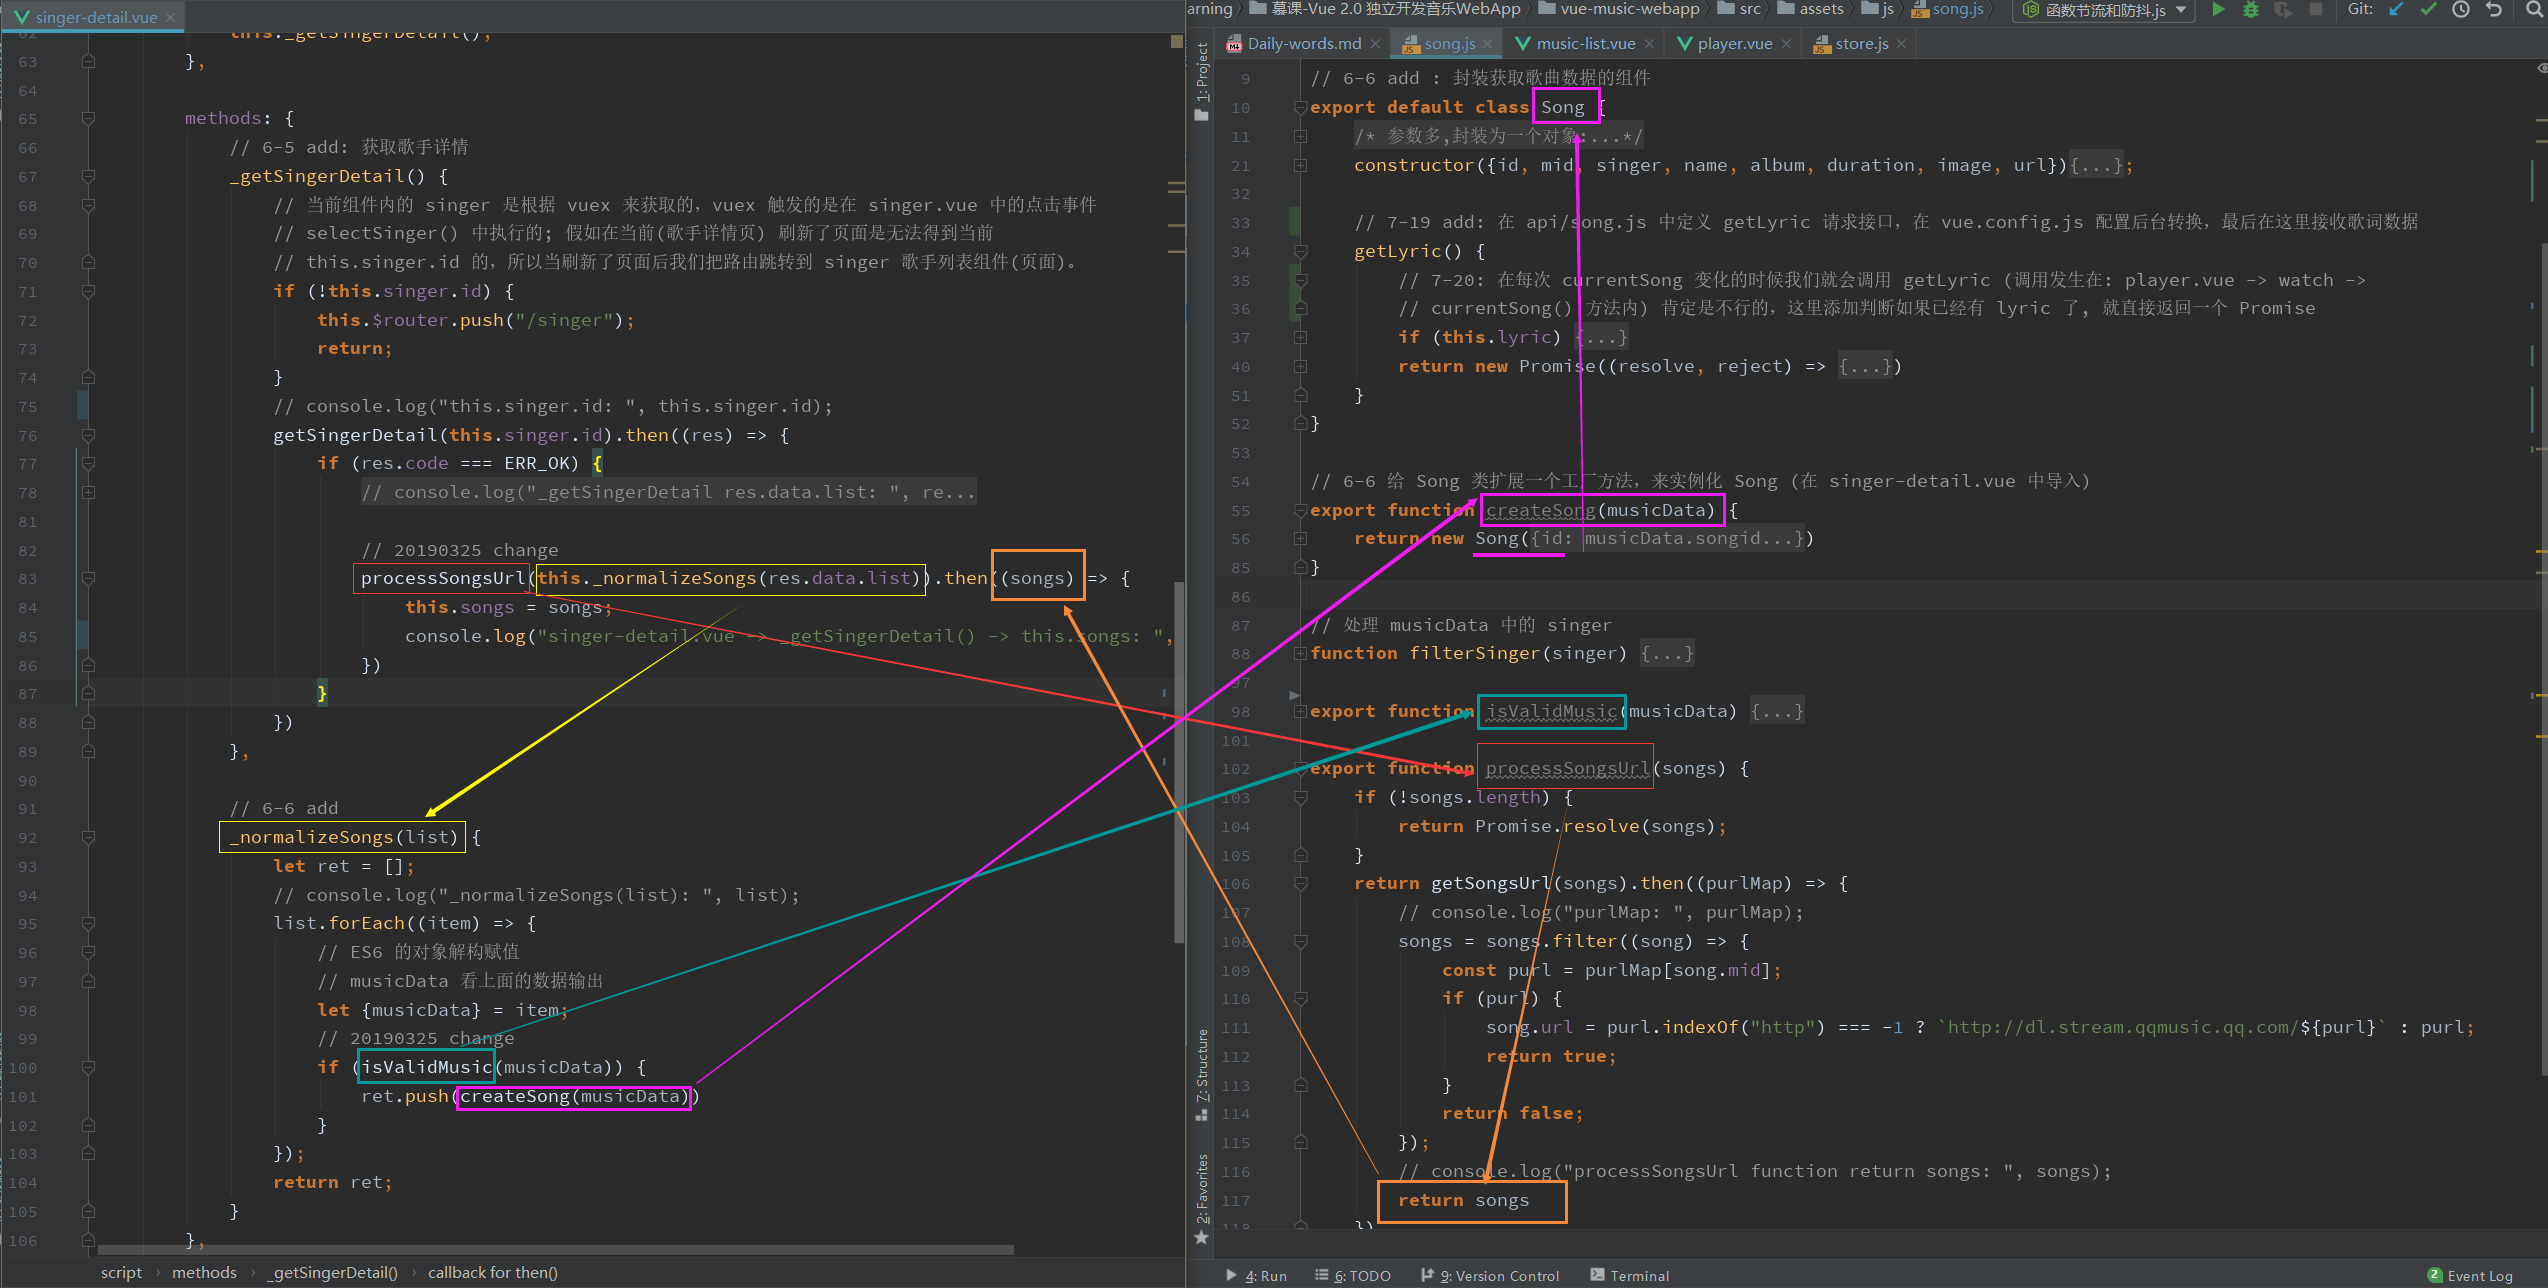 singer-detail.vue
62 this._getSingerDetail();
63 },
64
65 methods: {
66 // 6-5 add: 获取歌手详情
67 _getSingerDetail() {
68 // 当前组件内的 singer 是根据 vuex 来获取的, vuex 触发的是在 singer.vue 中的点击事件
69 // selectSinger() 中执行的; 假如在当前(歌手详情页) 刷新了页面是无法得到当前
70 // this.singer.id 的, 所以当刷新了页面后我们把路由跳转到 singer 歌手列表组件(页面)。
71 if (!this.singer.id) {
72 this.$router.push("/singer");
73 return;
74 }
75 // console.log("this.singer.id: ", this.singer.id);
76 getSingerDetail(this.singer.id).then((res) => {
77 if (res.code === ERR_OK) {
78 // console.log("_getSingerDetail res.data.list: ", re...
81
82 // 20190325 change
83 processSongsUrl(this._normalizeSongs(res.data.list)).then((songs) => {
84 this.songs = songs;
85 console.log("singer-detail.vue -> _getSingerDetail() -> this.songs: ",
86 })
87 }
88 })
89 },
90
91 // 6-6 add
92 _normalizeSongs(list) {
93 let ret = [];
94 // console.log("_normalizeSongs(list): ", list);
95 list.forEach((item) => {
96 // ES6 的对象解构赋值
97 // musicData 看上面的数据输出
98 let {musicData} = item;
99 // 20190325 change
100 if (isValidMusic(musicData)) {
101 ret.push(createSong(musicData))
102 }
103 });
104 return ret;
105 }
106 },
script › methods › _getSingerDetail() › callback for then()
arning 慕课-Vue 2.0 独立开发音乐WebApp vue-music-webapp src assets js song.js 函数节流和防抖.js Git:
1: Project
7: Structure
2: Favorites
Daily-words.md song.js music-list.vue player.vue store.js
9 // 6-6 add : 封装获取歌曲数据的组件
10 export default class Song {
11 /* 参数多,封装为一个对象:...*/
21 constructor({id, mid, singer, name, album, duration, image, url}){...};
32
33 // 7-19 add: 在 api/song.js 中定义 getLyric 请求接口, 在 vue.config.js 配置后台转换, 最后在这里接收歌词数据
34 getLyric() {
35 // 7-20: 在每次 currentSong 变化的时候我们就会调用 getLyric (调用发生在: player.vue -> watch ->
36 // currentSong() 方法内) 肯定是不行的, 这里添加判断如果已经有 lyric 了, 就直接返回一个 Promise
37 if (this.lyric) {...}
40 return new Promise((resolve, reject) => {...})
51 }
52 }
53
54 // 6-6 给 Song 类扩展一个工厂方法, 来实例化 Song (在 singer-detail.vue 中导入)
55 export function createSong(musicData) {
56 return new Song({id: musicData.songid...})
85 }
86
87 // 处理 musicData 中的 singer
88 function filterSinger(singer) {...}
97
98 export function isValidMusic(musicData) {...}
101
102 export function processSongsUrl(songs) {
103 if (!songs.length) {
104 return Promise.resolve(songs);
105 }
106 return getSongsUrl(songs).then((purlMap) => {
107 // console.log("purlMap: ", purlMap);
108 songs = songs.filter((song) => {
109 const purl = purlMap[song.mid];
110 if (purl) {
111 song.url = purl.indexOf("http") === -1 ? `http://dl.stream.qqmusic.qq.com/${purl}` : purl;
112 return true;
113 }
114 return false;
115 });
116 // console.log("processSongsUrl function return songs: ", songs);
117 return songs
118 })
4: Run 6: TODO 9: Version Control Terminal 2 Event Log